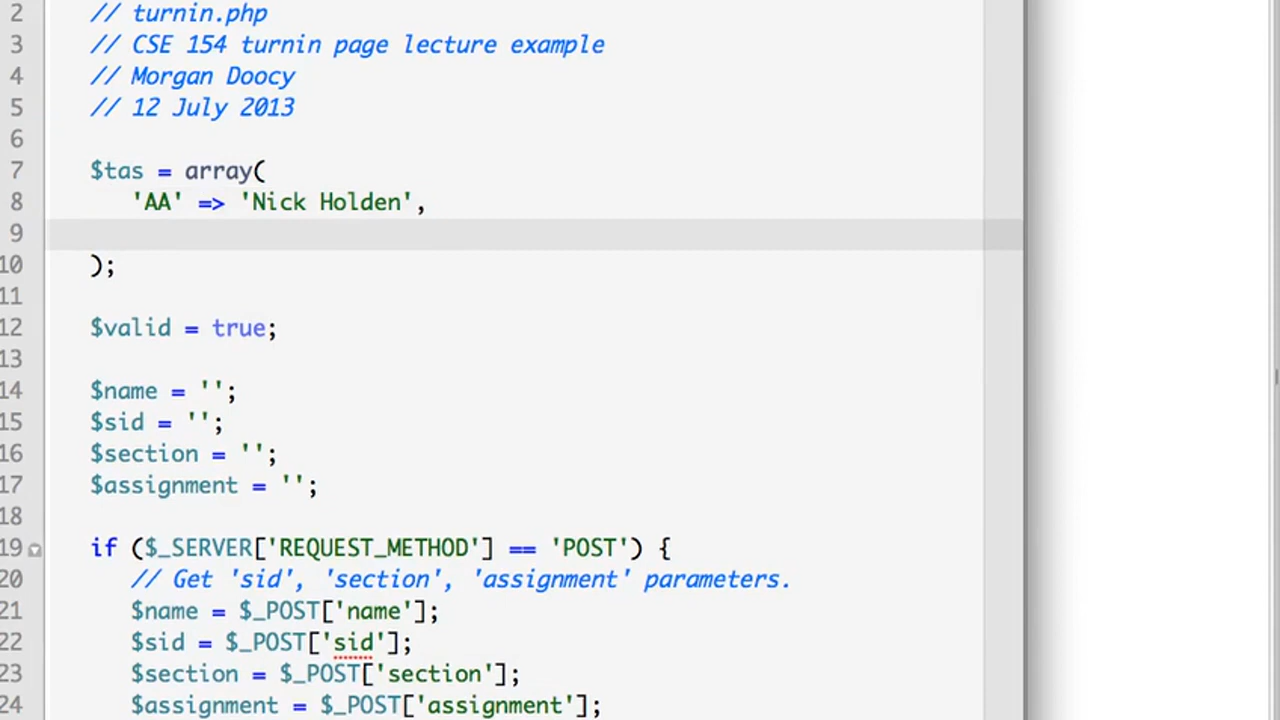 2 // turnin.php
3 // CSE 154 turnin page lecture example
4 // Morgan Doocy
5 // 12 July 2013
6
7 $tas = array(
8 'AA' => 'Nick Holden',
9
10 );
11
12 $valid = true;
13
14 $name = '';
15 $sid = '';
16 $section = '';
17 $assignment = '';
18
19 if ($_SERVER['REQUEST_METHOD'] == 'POST') {
20 // Get 'sid', 'section', 'assignment' parameters.
21 $name = $_POST['name'];
22 $sid = $_POST['sid'];
23 $section = $_POST['section'];
24 $assignment = $_POST['assignment'];